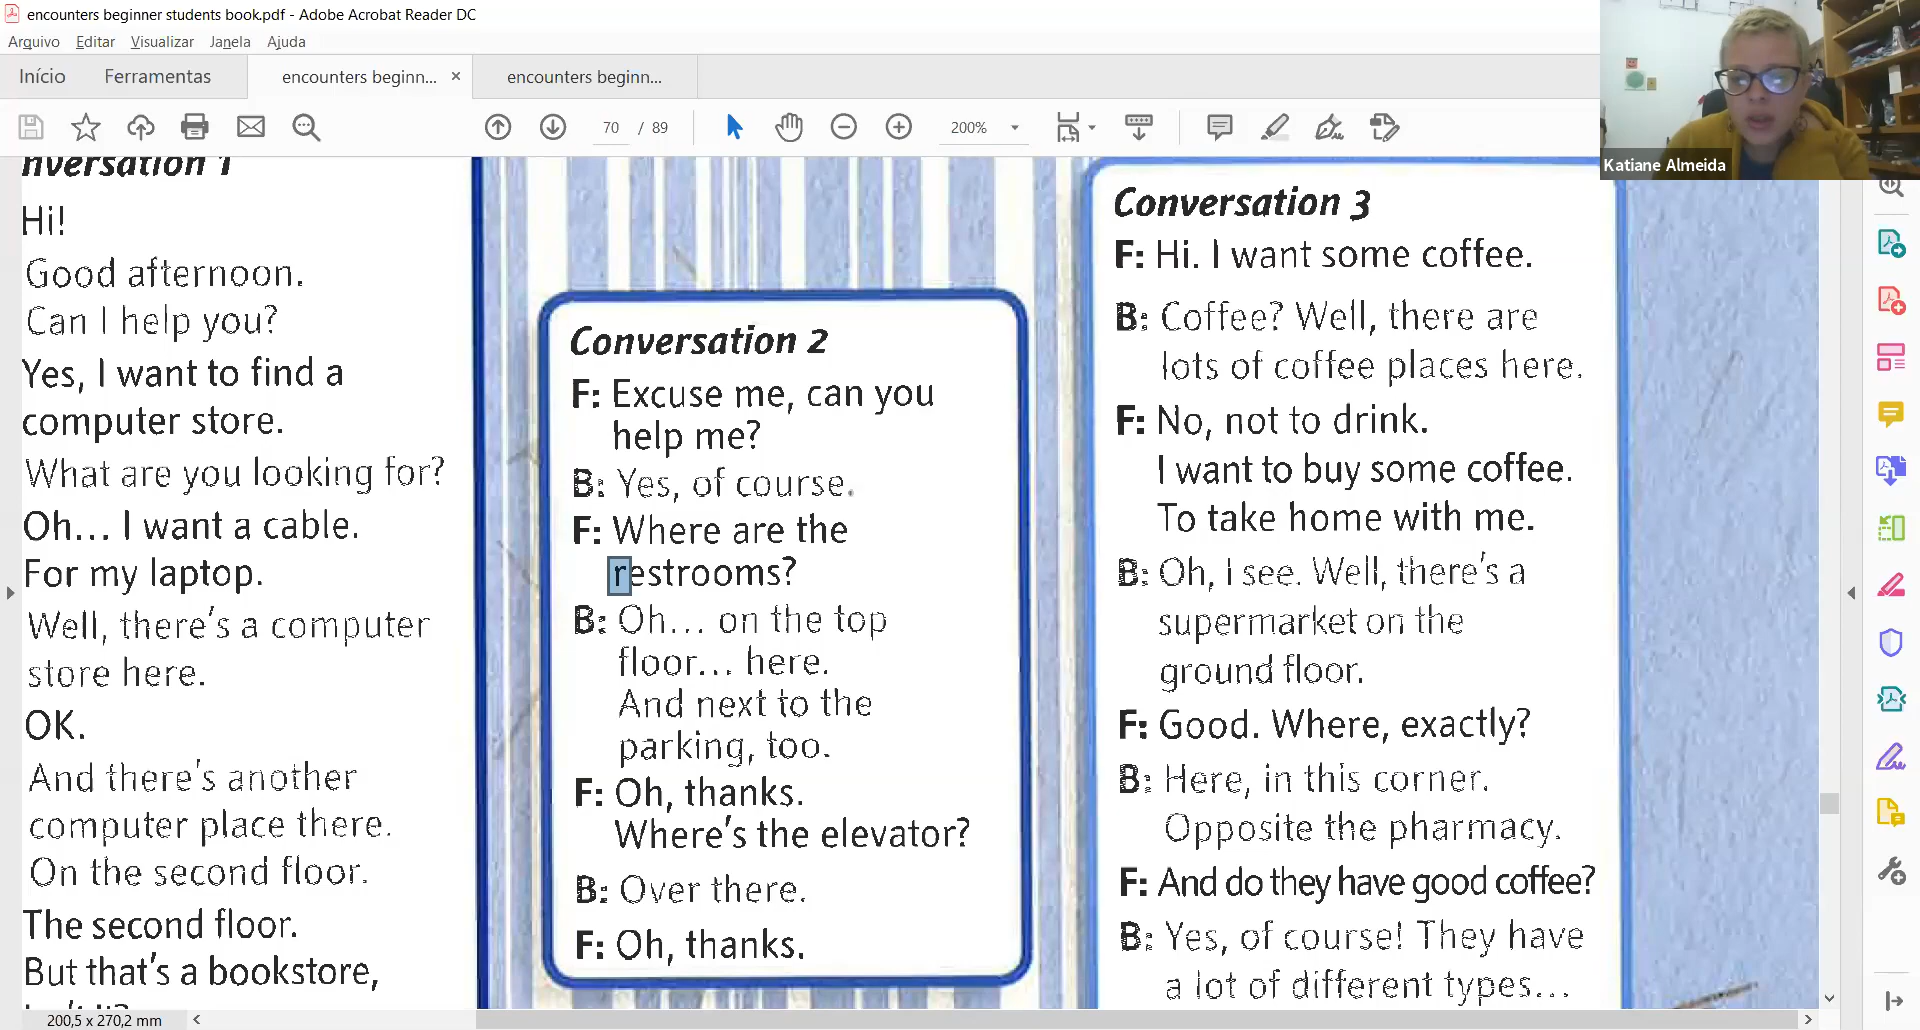 encounters beginner students book.pdf - Adobe Acrobat Reader DC
Arquivo Editar Visualizar Janela Ajuda
Início Ferramentas encounters beginn... × encounters beginn...
70 / 89 200%
Katiane Almeida
nversation 1
Hi!
Good afternoon.
Can I help you?
Yes, I want to find a
computer store.
What are you looking for?
Oh... I want a cable.
For my laptop.
Well, there's a computer
store here.
OK.
And there's another
computer place there.
On the second floor.
The second floor.
But that's a bookstore,
Conversation 2
F: Excuse me, can you
help me?
B: Yes, of course.
F: Where are the
restrooms?
B: Oh... on the top
floor... here.
And next to the
parking, too.
F: Oh, thanks.
Where's the elevator?
B: Over there.
F: Oh, thanks.
Conversation 3
F: Hi. I want some coffee.
B: Coffee? Well, there are
lots of coffee places here.
F: No, not to drink.
I want to buy some coffee.
To take home with me.
B: Oh, I see. Well, there's a
supermarket on the
ground floor.
F: Good. Where, exactly?
B: Here, in this corner.
Opposite the pharmacy.
F: And do they have good coffee?
B: Yes, of course! They have
a lot of different types...
200,5 x 270,2 mm